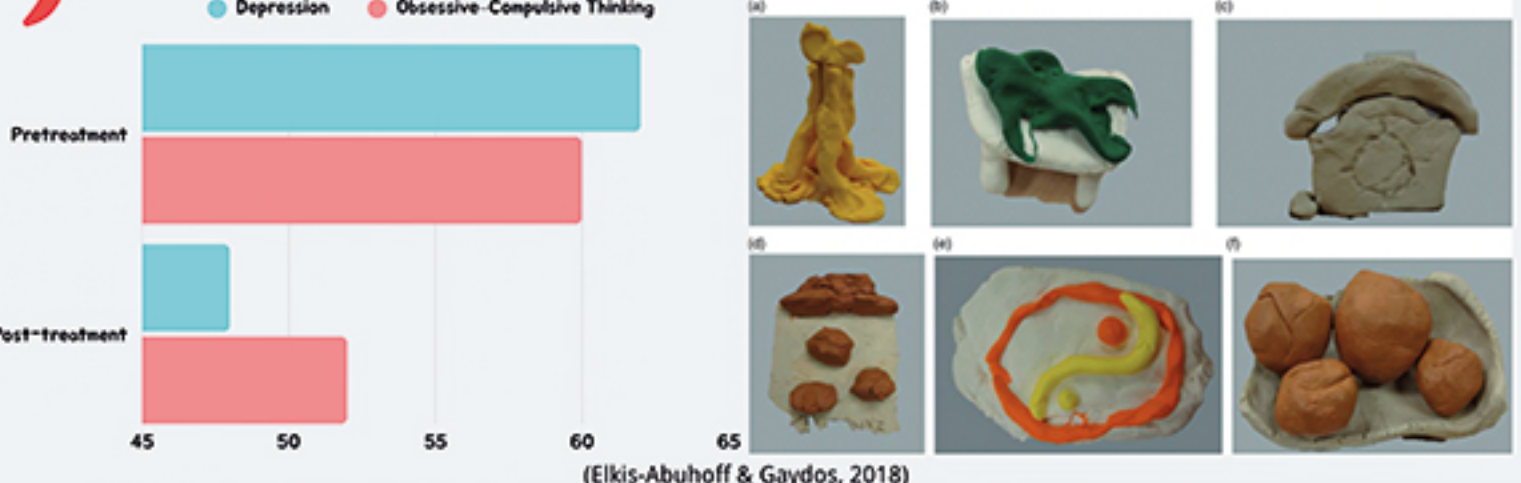 Depression
Obsessive-Compulsive Thinking
Pretreatment
Post-treatment
45
50
55
60
65
(a)
(b)
(c)
(d)
(e)
(f)
(Elkis-Abuhoff & Gaydos, 2018)